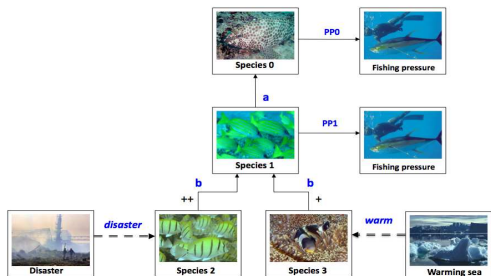 PP0
Species 0
Fishing pressure
a
PP1
Species 1
Fishing pressure
b
b
++
+
disaster
warm
Disaster
Species 2
Species 3
Warming sea